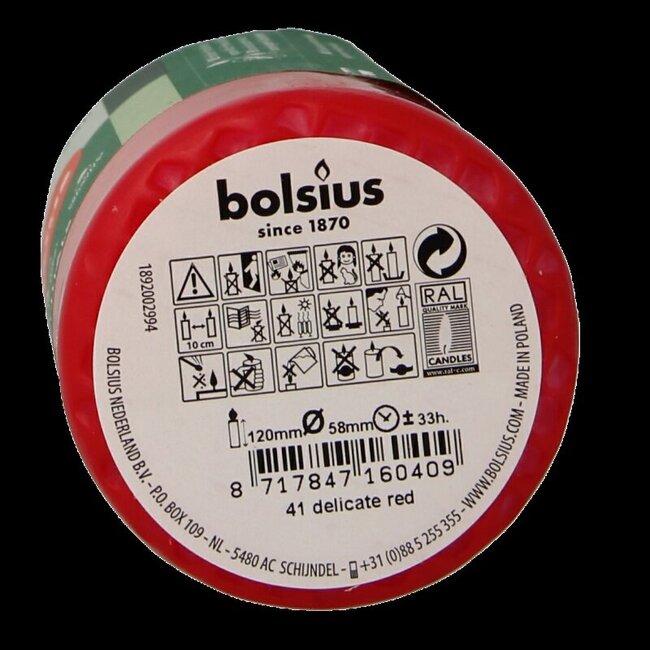 bolsius
since 1870
1892002994
10 cm
RAL
QUALITY MARK
CANDLES
www.ral-c.com
120mm Ø 58mm ± 33h.
8 717847 160409
41 delicate red
BOLSIUS NEDERLAND B.V. - P.O. BOX 109 - NL - 5480 AC SCHIJNDEL - +31 (0)88 5 255 355 - WWW.BOLSIUS.COM - MADE IN POLAND